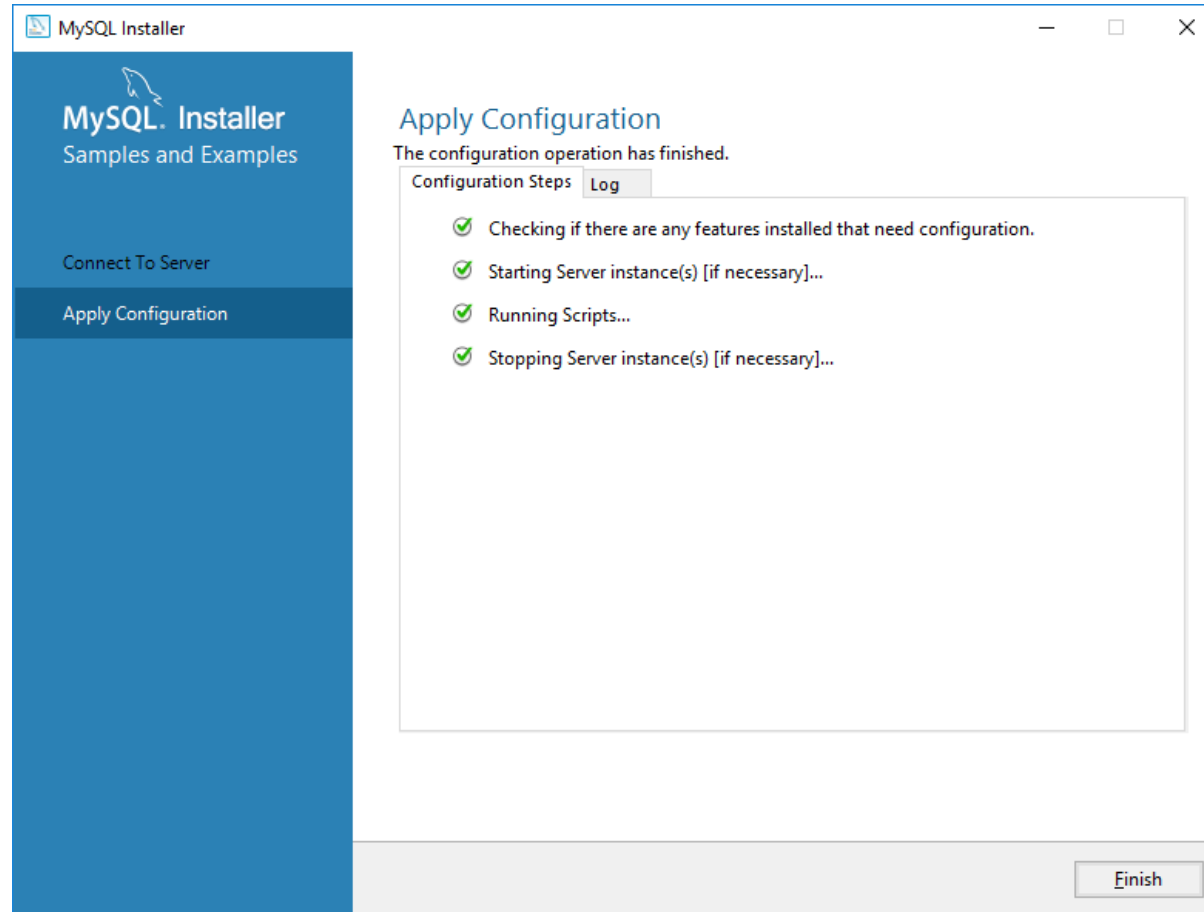 MySQL Installer
MySQL. Installer
Samples and Examples
Connect To Server
Apply Configuration
Apply Configuration
The configuration operation has finished.
Configuration Steps
Log
Checking if there are any features installed that need configuration.
Starting Server instance(s) [if necessary]...
Running Scripts...
Stopping Server instance(s) [if necessary]...
Finish